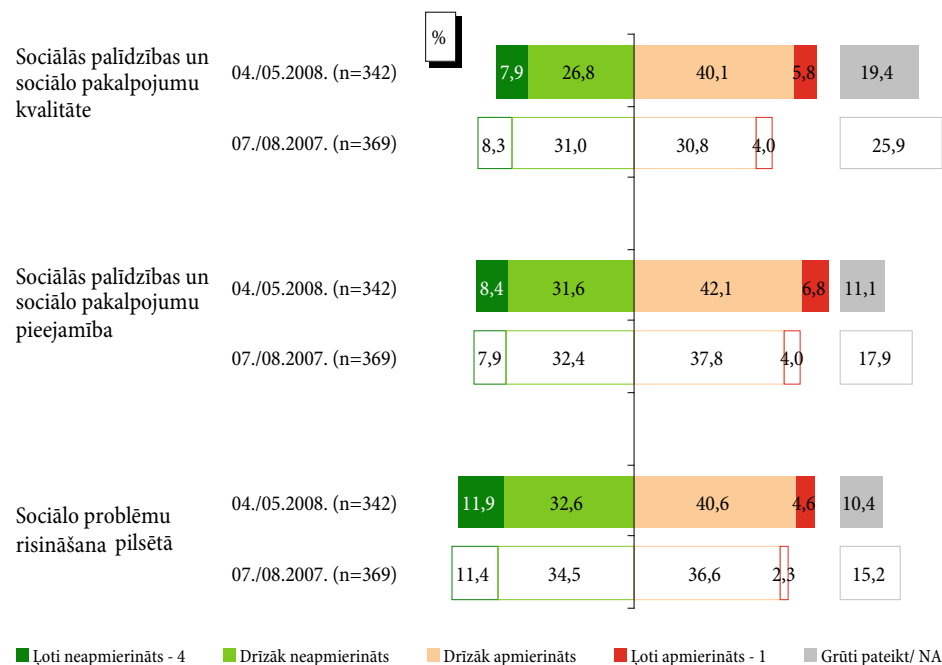 %
Sociālās palīdzības un
sociālo pakalpojumu
kvalitāte
04./05.2008. (n=342)
7,9 26,8 40,1 5,8 19,4
07./08.2007. (n=369)
8,3 31,0 30,8 4,0 25,9
Sociālās palīdzības un
sociālo pakalpojumu
pieejamība
04./05.2008. (n=342)
8,4 31,6 42,1 6,8 11,1
07./08.2007. (n=369)
7,9 32,4 37,8 4,0 17,9
Sociālo problēmu
risināšana pilsētā
04./05.2008. (n=342)
11,9 32,6 40,6 4,6 10,4
07./08.2007. (n=369)
11,4 34,5 36,6 2,3 15,2
Ļoti neapmierināts - 4 Drīzāk neapmierināts Drīzāk apmierināts Ļoti apmierināts - 1 Grūti pateikt/ NA